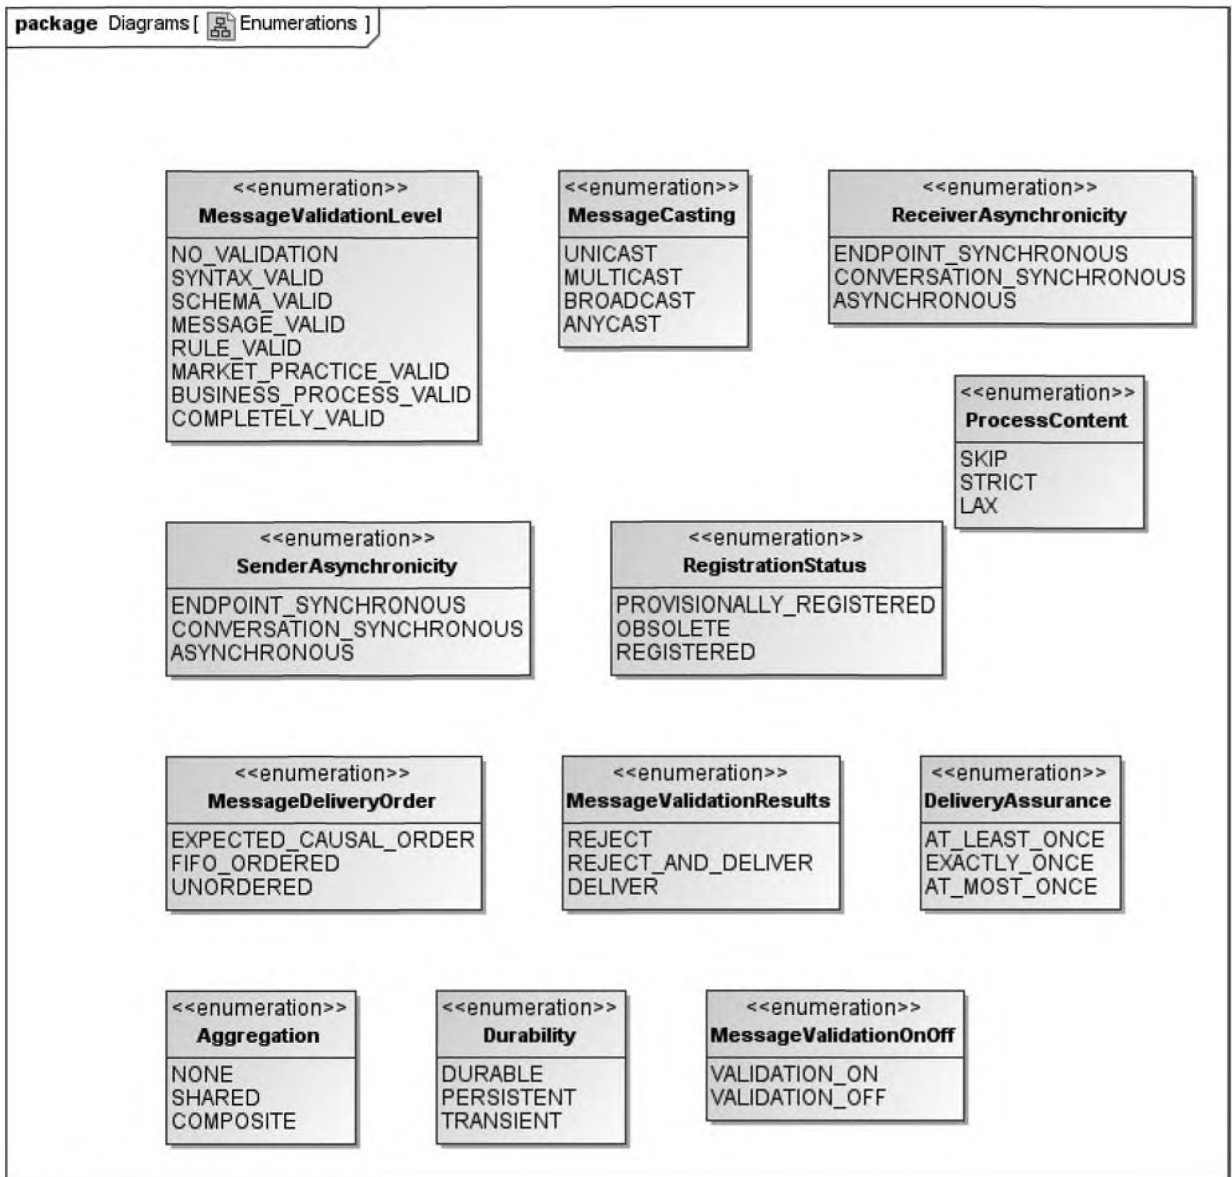 package Diagrams [ Enumerations ]
<<enumeration>>
MessageValidationLevel
NO_VALIDATION
SYNTAX_VALID
SCHEMA_VALID
MESSAGE_VALID
RULE_VALID
MARKET_PRACTICE_VALID
BUSINESS_PROCESS_VALID
COMPLETELY_VALID
<<enumeration>>
MessageCasting
UNICAST
MULTICAST
BROADCAST
ANYCAST
<<enumeration>>
ReceiverAsynchronicity
ENDPOINT_SYNCHRONOUS
CONVERSATION_SYNCHRONOUS
ASYNCHRONOUS
<<enumeration>>
ProcessContent
SKIP
STRICT
LAX
<<enumeration>>
SenderAsynchronicity
ENDPOINT_SYNCHRONOUS
CONVERSATION_SYNCHRONOUS
ASYNCHRONOUS
<<enumeration>>
RegistrationStatus
PROVISIONALLY_REGISTERED
OBSOLETE
REGISTERED
<<enumeration>>
MessageDeliveryOrder
EXPECTED_CAUSAL_ORDER
FIFO_ORDERED
UNORDERED
<<enumeration>>
MessageValidationResults
REJECT
REJECT_AND_DELIVER
DELIVER
<<enumeration>>
DeliveryAssurance
AT_LEAST_ONCE
EXACTLY_ONCE
AT_MOST_ONCE
<<enumeration>>
Aggregation
NONE
SHARED
COMPOSITE
<<enumeration>>
Durability
DURABLE
PERSISTENT
TRANSIENT
<<enumeration>>
MessageValidationOnOff
VALIDATION_ON
VALIDATION_OFF